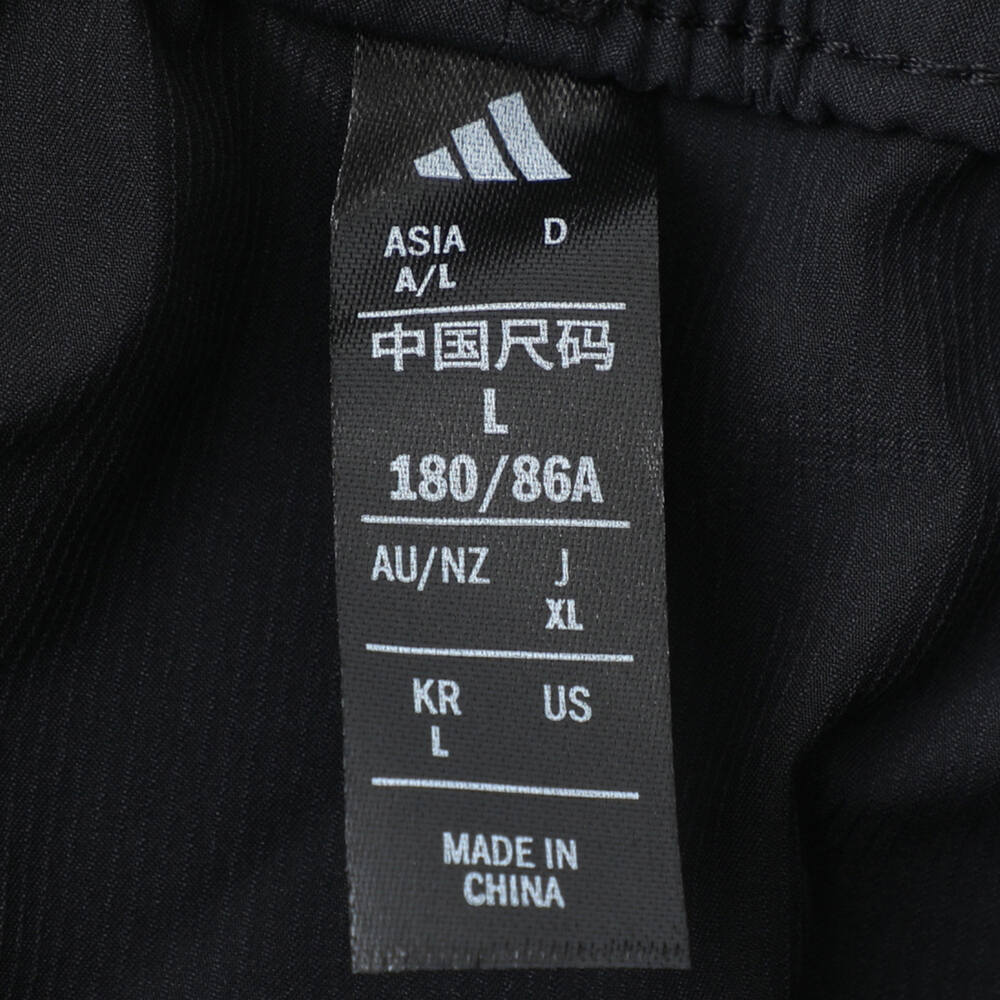 ASIA D
A/L
中国尺码
L
180/86A
AU/NZ J
XL
KR US
L
MADE IN
CHINA